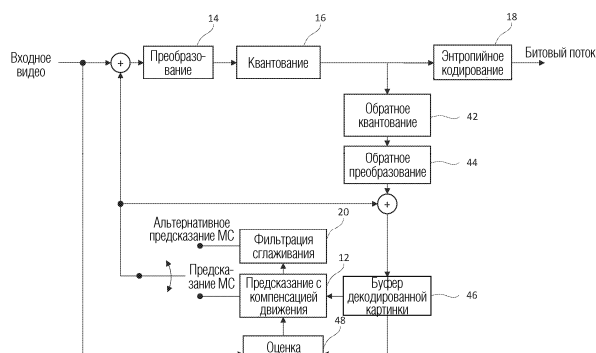 14
16
18
Входное
видео
+
Преобразо-
вание
Квантование
Энтропийное
кодирование
Битовый поток
Обратное
квантование
42
Обратное
преобразование
44
+
Альтернативное
предсказание МС
20
Фильтрация
сглаживания
12
Предска-
зание МС
Предсказание с
компенсацией
движения
Буфер
декодированной
картинки
46
48
Оценка